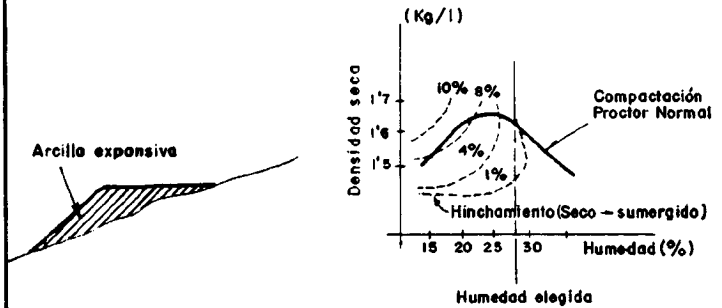 Arcilla expansiva
(Kg/l)
Densidad seca
1'7
1'6
1'5
10%
8%
4%
1%
Compactación
Proctor Normal
Hinchamiento (Seco – sumergido)
15 20 25 30 Humedad (%)
Humedad elegida